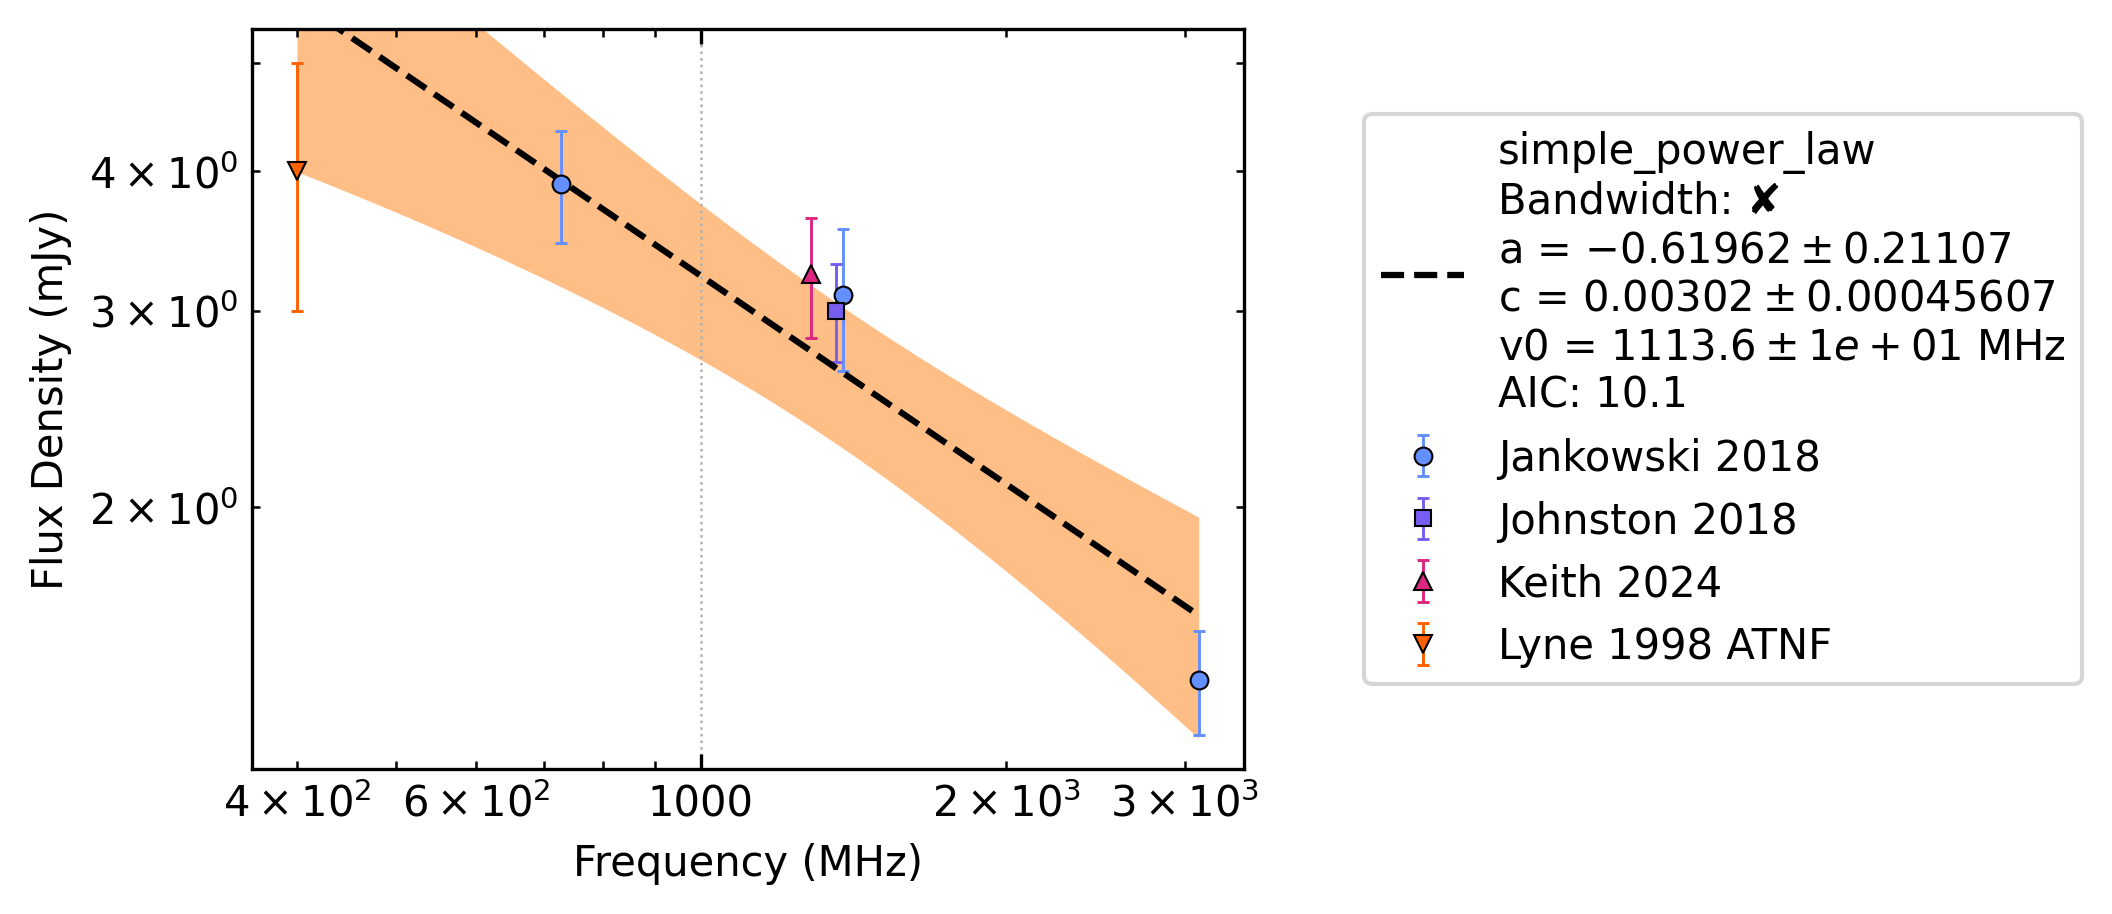 Flux Density (mJy)
4 × 10⁰
3 × 10⁰
2 × 10⁰
4 × 10² 6 × 10² 1000 2 × 10³ 3 × 10³
Frequency (MHz)
simple_power_law
Bandwidth: ✘
a = −0.61962 ± 0.21107
c = 0.00302 ± 0.00045607
v0 = 1113.6 ± 1e + 01 MHz
AIC: 10.1
Jankowski 2018
Johnston 2018
Keith 2024
Lyne 1998 ATNF